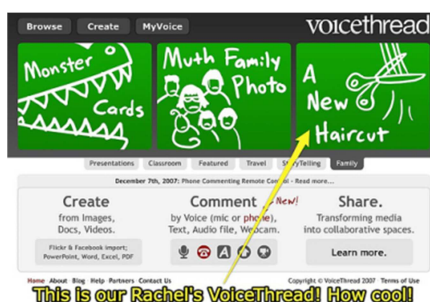 Browse Create MyVoice voicethread
Monster
Cards
Muth Family
Photo
A
New
Haircut
Presentations Classroom Featured Travel StoryTelling Family
December 7th, 2007: Phone Commenting Remote Control - Read more...
Create
from Images,
Docs, Videos.
Flickr & Facebook import;
PowerPoint, Word, Excel, PDF
Comment New!
by Voice (mic or phone),
Text, Audio file, Webcam.
Share.
Transforming media
into collaborative spaces.
Learn more.
Home About Blog Help Partners Contact Us Copyright © VoiceThread 2007 Terms of Use
This is our Rachel's VoiceThread! How cool!